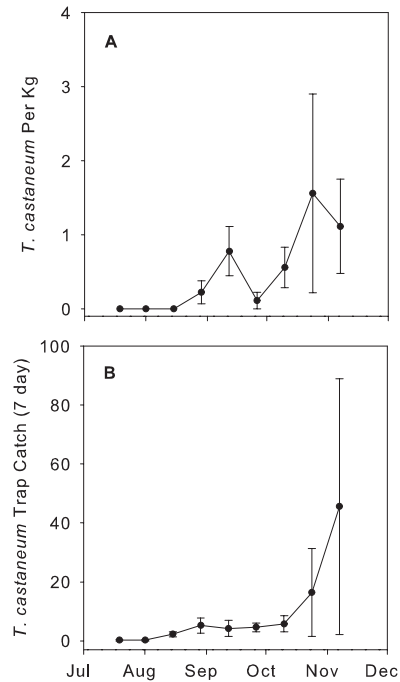 A
4
3
2
1
0
T. castaneum Per Kg
B
100
80
60
40
20
0
T. castaneum Trap Catch (7 day)
Jul Aug Sep Oct Nov Dec